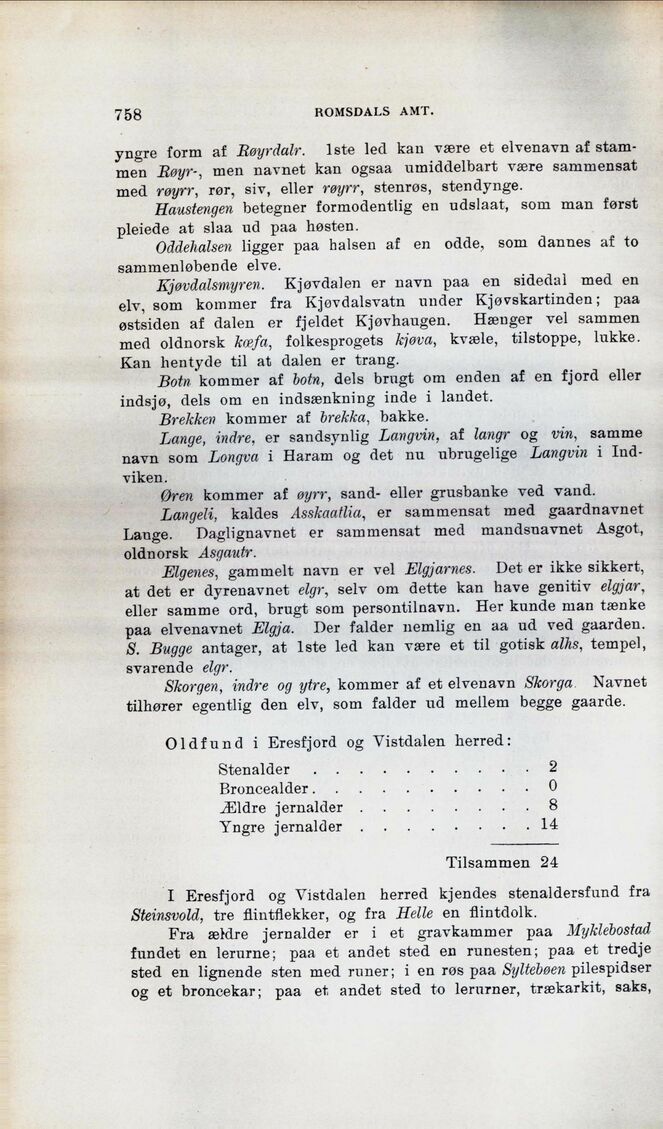 758
ROMSDALS AMT.
yngre form af Røyrdalr. 1ste led kan være et elvenavn af stam-
men Røyr-, men navnet kan ogsaa umiddelbart være sammensat
med røyrr, rør, siv, eller røyrr, stenrøs, stendynge.
Haustengen betegner formodentlig en udslaat, som man først
pleiede at slaa ud paa høsten.
Oddehalsen ligger paa halsen af en odde, som dannes af to
sammenløbende elve.
Kjøvdalsmyren. Kjøvdalen er navn paa en sidedal med en
elv, som kommer fra Kjøvdalsvatn under Kjøvskartinden; paa
østsiden af dalen er fjeldet Kjøvhaugen. Hænger vel sammen
med oldnorsk kœfa, folkesprogets kjøva, kvæle, tilstoppe, lukke.
Kan hentyde til at dalen er trang.
Botn kommer af botn, dels brugt om enden af en fjord eller
indsjø, dels om en indsænkning inde i landet.
Brekken kommer af brekka, bakke.
Lange, indre, er sandsynlig Langvin, af langr og vin, samme
navn som Longva i Haram og det nu ubrugelige Langvin i Ind-
viken.
Øren kommer af øyrr, sand- eller grusbanke ved vand.
Langeli, kaldes Asskaatlia, er sammensat med gaardnavnet
Lange. Daglignavnet er sammensat med mandsnavnet Asgot,
oldnorsk Asgautr.
Elgenes, gammelt navn er vel Elgjarnes. Det er ikke sikkert,
at det er dyrenavnet elgr, selv om dette kan have genitiv elgjar,
eller samme ord, brugt som persontilnavn. Her kunde man tænke
paa elvenavnet Elgja. Der falder nemlig en aa ud ved gaarden.
S. Bugge antager, at 1ste led kan være et til gotisk alhs, tempel,
svarende elgr.
Skorgen, indre og ytre, kommer af et elvenavn Skorga. Navnet
tilhører egentlig den elv, som falder ud mellem begge gaarde.
Oldfund i Eresfjord og Vistdalen herred:
Stenalder . . . . . . . . . . 2
Broncealder . . . . . . . . . . 0
Ældre jernalder . . . . . . . . 8
Yngre jernalder . . . . . . . . 14
Tilsammen 24
I Eresfjord og Vistdalen herred kjendes stenaldersfund fra
Steinsvold, tre flintflekker, og fra Helle en flintdolk.
Fra ældre jernalder er i et gravkammer paa Myklebostad
fundet en lerurne; paa et andet sted en runesten; paa et tredje
sted en lignende sten med runer; i en røs paa Syltebøen pilespidser
og et broncekar; paa et andet sted to lerurner, trækarkit, saks,